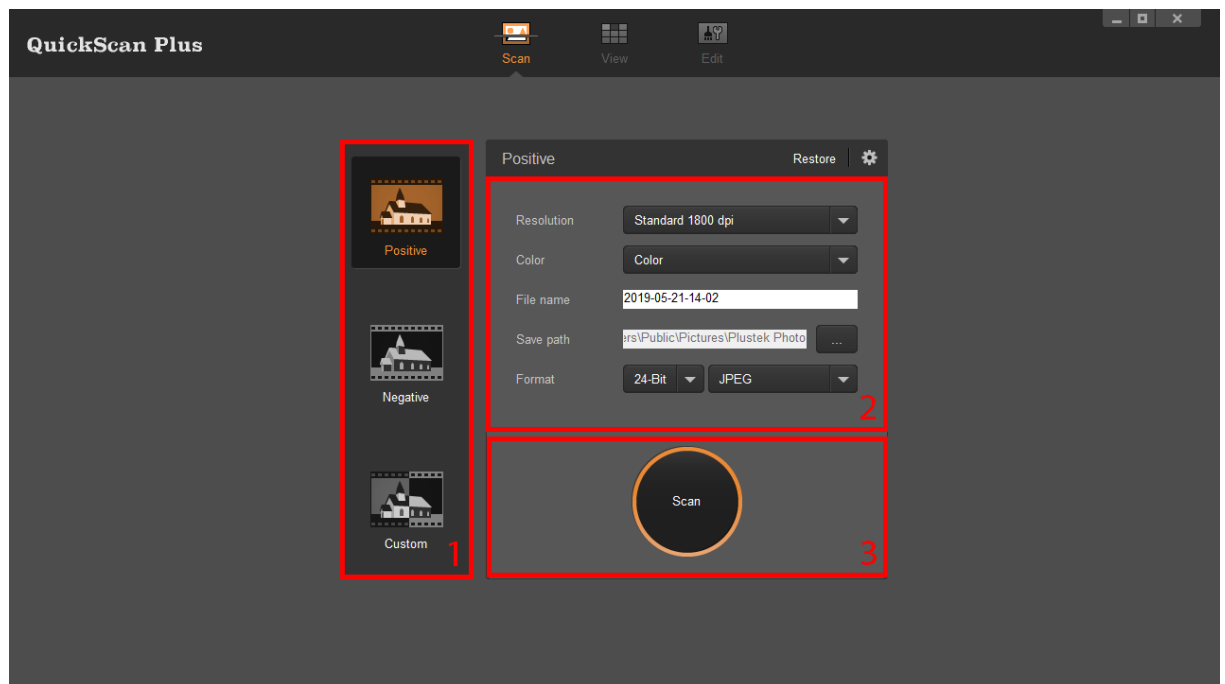 QuickScan Plus
Scan
View
Edit
Positive
Negative
Custom
1
Positive
Restore
Resolution
Standard 1800 dpi
Color
Color
File name
2019-05-21-14-02
Save path
ers\Public\Pictures\Plustek Photo
...
Format
24-Bit
JPEG
2
Scan
3